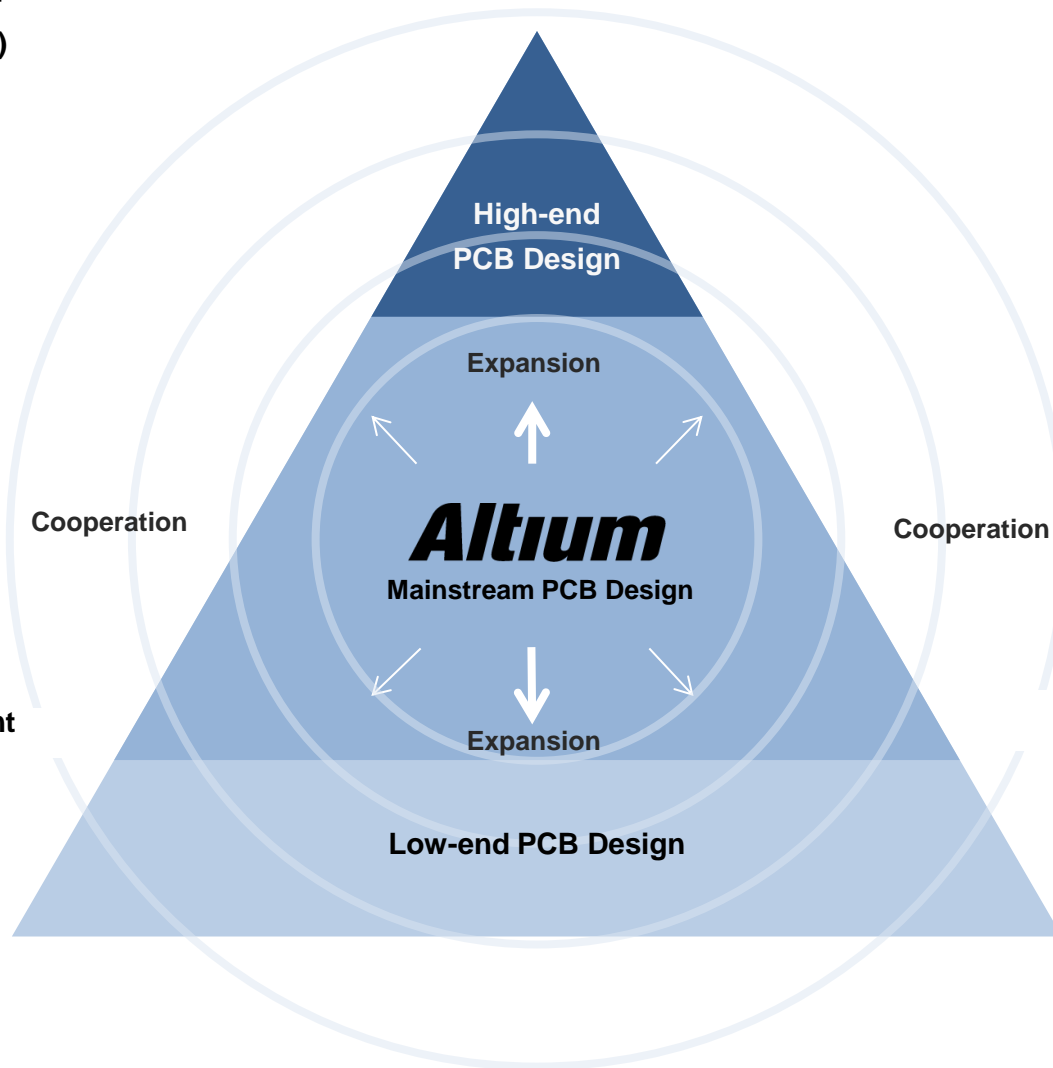 )
High-end
PCB Design
Expansion
Cooperation
Cooperation
Altium
Mainstream PCB Design
Expansion
Low-end PCB Design